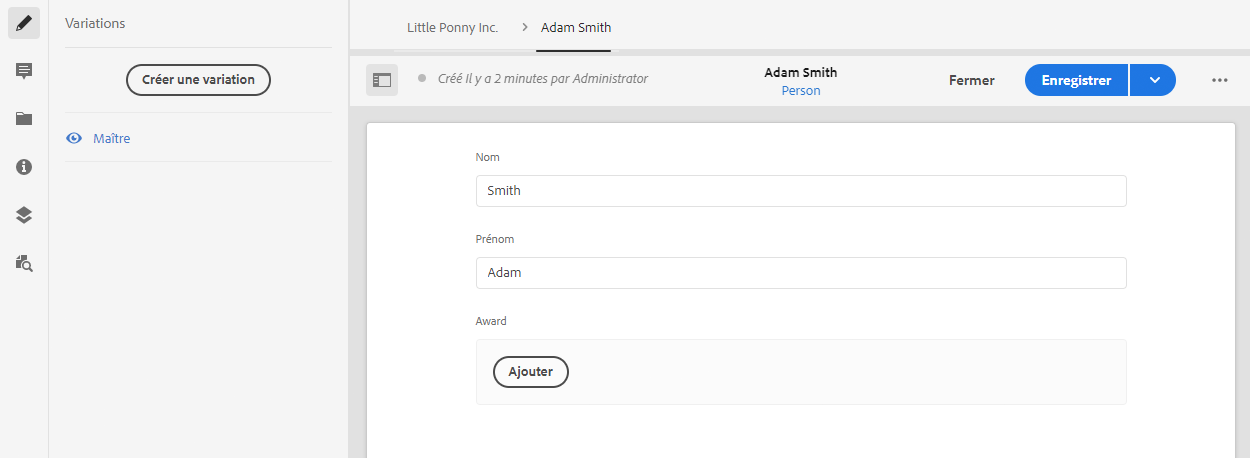 Variations
Créer une variation
Maître
Little Ponny Inc. > Adam Smith
Créé Il y a 2 minutes par Administrator
Adam Smith
Person
Fermer
Enregistrer
Nom
Smith
Prénom
Adam
Award
Ajouter